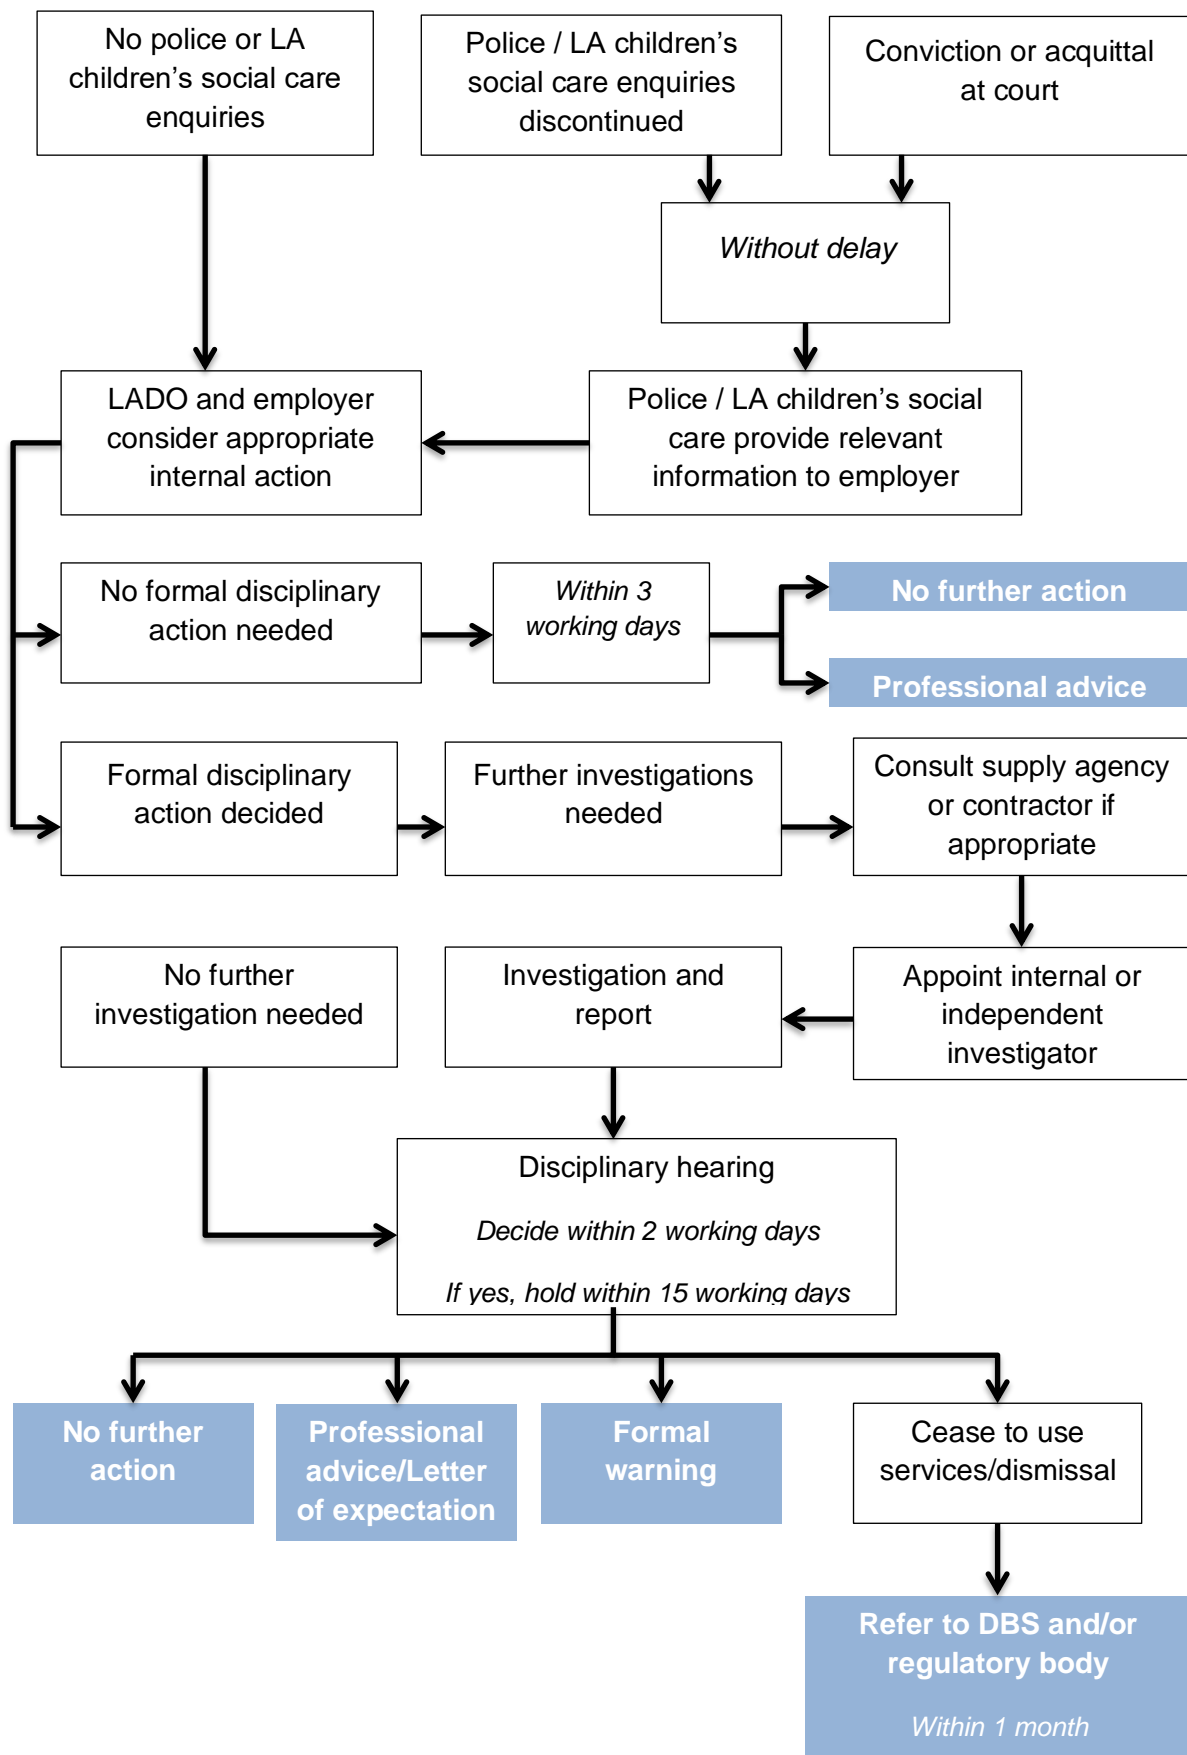 No police or LA
children’s social care
enquiries
Police / LA children’s
social care enquiries
discontinued
Conviction or acquittal
at court
Without delay
LADO and employer
consider appropriate
internal action
Police / LA children’s social
care provide relevant
information to employer
No formal disciplinary
action needed
Within 3
working days
No further action
Professional advice
Formal disciplinary
action decided
Further investigations
needed
Consult supply agency
or contractor if
appropriate
No further
investigation needed
Investigation and
report
Appoint internal or
independent
investigator
Disciplinary hearing
Decide within 2 working days
If yes, hold within 15 working days
No further
action
Professional
advice/Letter
of expectation
Formal
warning
Cease to use
services/dismissal
Refer to DBS and/or
regulatory body
Within 1 month